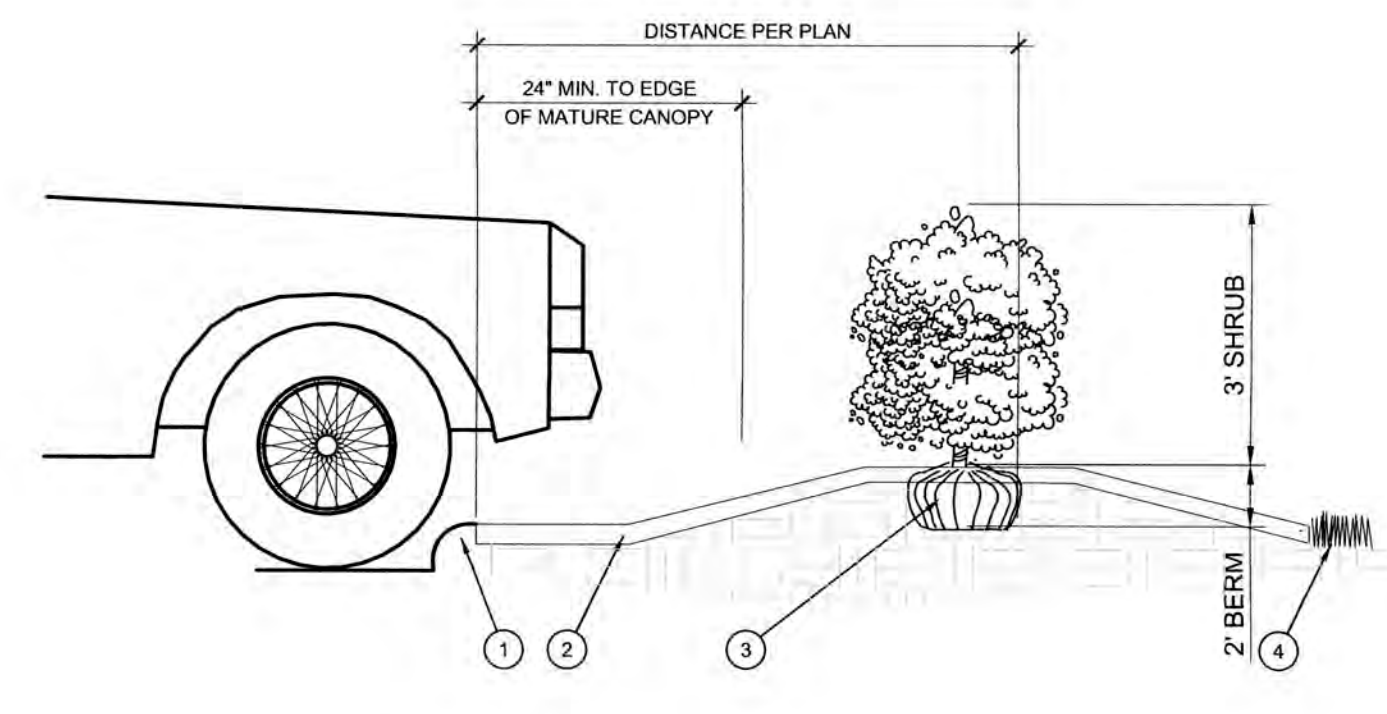 DISTANCE PER PLAN
24" MIN. TO EDGE
OF MATURE CANOPY
3' SHRUB
2' BERM
1
2
3
4